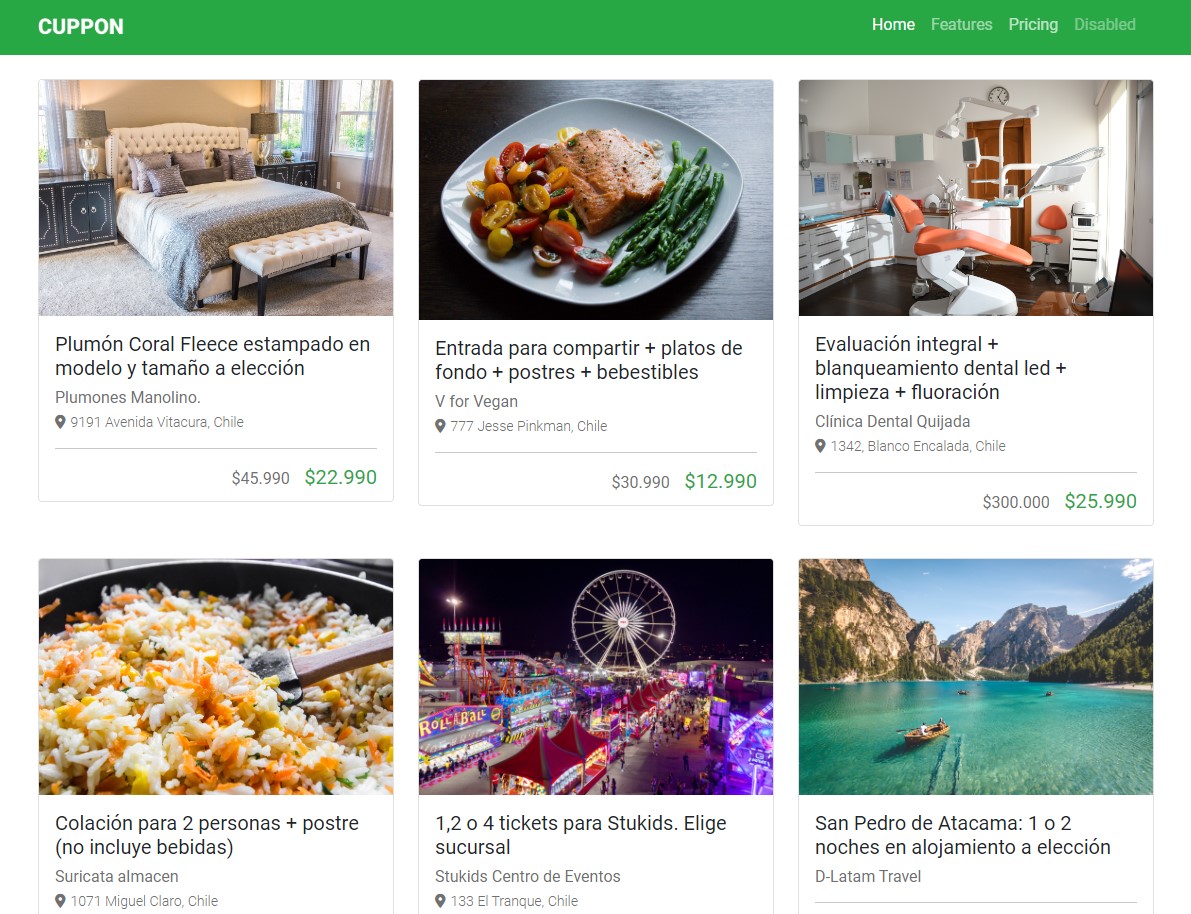 CUPPON
Home Features Pricing Disabled
Plumón Coral Fleece estampado en
modelo y tamaño a elección
Plumones Manolino.
9191 Avenida Vitacura, Chile
$45.990 $22.990
Entrada para compartir + platos de
fondo + postres + bebestibles
V for Vegan
777 Jesse Pinkman, Chile
$30.990 $12.990
Evaluación integral +
blanqueamiento dental led +
limpieza + fluoración
Clínica Dental Quijada
1342, Blanco Encalada, Chile
$300.000 $25.990
Colación para 2 personas + postre
(no incluye bebidas)
Suricata almacen
1071 Miguel Claro, Chile
ROLL A BALL
1,2 o 4 tickets para Stukids. Elige
sucursal
Stukids Centro de Eventos
133 El Tranque, Chile
San Pedro de Atacama: 1 o 2
noches en alojamiento a elección
D-Latam Travel